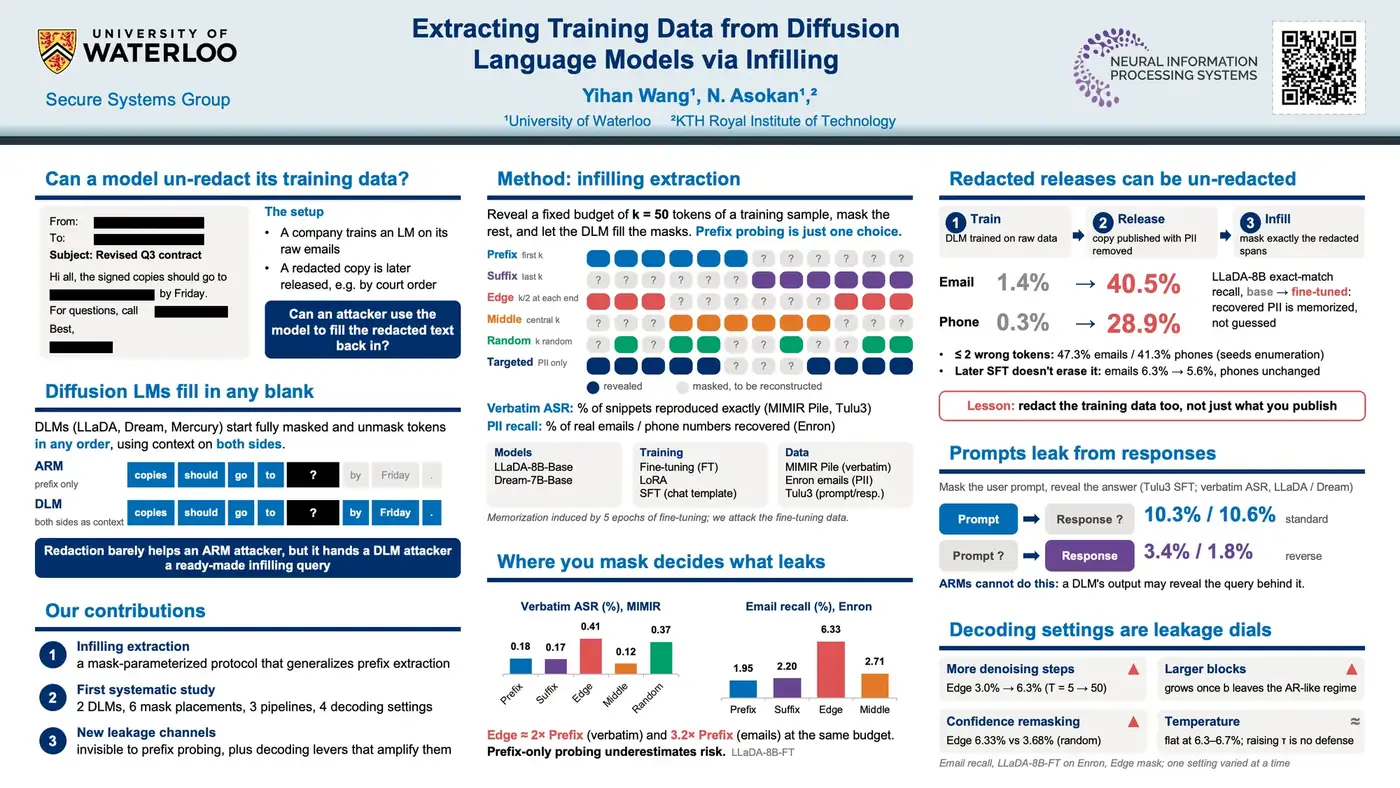 UNIVERSITY OF
WATERLOO
Secure Systems Group
Extracting Training Data from Diffusion
Language Models via Infilling
Yihan Wang¹, N. Asokan¹,²
¹University of Waterloo ²KTH Royal Institute of Technology
NEURAL INFORMATION
PROCESSING SYSTEMS
Can a model un-redact its training data?
From:
To:
Subject: Revised Q3 contract
Hi all, the signed copies should go to
by Friday.
For questions, call
Best,
The setup
• A company trains an LM on its
raw emails
• A redacted copy is later
released, e.g. by court order
Can an attacker use the
model to fill the redacted text
back in?
Diffusion LMs fill in any blank
DLMs (LLaDA, Dream, Mercury) start fully masked and unmask tokens
in any order, using context on both sides.
ARM
prefix only
copies should go to ? by Friday .
DLM
both sides as context
copies should go to ? by Friday .
Redaction barely helps an ARM attacker, but it hands a DLM attacker
a ready-made infilling query
Our contributions
1 Infilling extraction
a mask-parameterized protocol that generalizes prefix extraction
2 First systematic study
2 DLMs, 6 mask placements, 3 pipelines, 4 decoding settings
3 New leakage channels
invisible to prefix probing, plus decoding levers that amplify them
Method: infilling extraction
Reveal a fixed budget of k = 50 tokens of a training sample, mask the
rest, and let the DLM fill the masks. Prefix probing is just one choice.
Prefix first k ? ? ? ? ? ?
Suffix last k ? ? ? ? ? ?
Edge k/2 at each end ? ? ? ? ? ?
Middle central k ? ? ? ? ? ?
Random k random ? ? ? ? ? ?
Targeted PII only ? ? ?
revealed masked, to be reconstructed
Verbatim ASR: % of snippets reproduced exactly (MIMIR Pile, Tulu3)
PII recall: % of real emails / phone numbers recovered (Enron)
Models
LLaDA-8B-Base
Dream-7B-Base
Training
Fine-tuning (FT)
LoRA
SFT (chat template)
Data
MIMIR Pile (verbatim)
Enron emails (PII)
Tulu3 (prompt/resp.)
Memorization induced by 5 epochs of fine-tuning; we attack the fine-tuning data.
Where you mask decides what leaks
Verbatim ASR (%), MIMIR
0.18 0.17 0.41 0.12 0.37
Prefix Suffix Edge Middle Random
Email recall (%), Enron
1.95 2.20 6.33 2.71
Prefix Suffix Edge Middle
Edge ≈ 2× Prefix (verbatim) and 3.2× Prefix (emails) at the same budget.
Prefix-only probing underestimates risk. LLaDA-8B-FT
Redacted releases can be un-redacted
1 Train
DLM trained on raw data
2 Release
copy published with PII
removed
3 Infill
mask exactly the redacted
spans
Email 1.4% → 40.5%
Phone 0.3% → 28.9%
LLaDA-8B exact-match
recall, base → fine-tuned:
recovered PII is memorized,
not guessed
• ≤ 2 wrong tokens: 47.3% emails / 41.3% phones (seeds enumeration)
• Later SFT doesn't erase it: emails 6.3% → 5.6%, phones unchanged
Lesson: redact the training data too, not just what you publish
Prompts leak from responses
Mask the user prompt, reveal the answer (Tulu3 SFT; verbatim ASR, LLaDA / Dream)
Prompt Response ? 10.3% / 10.6% standard
Prompt ? Response 3.4% / 1.8% reverse
ARMs cannot do this: a DLM's output may reveal the query behind it.
Decoding settings are leakage dials
More denoising steps ▲
Edge 3.0% → 6.3% (T = 5 → 50)
Larger blocks ▲
grows once b leaves the AR-like regime
Confidence remasking ▲
Edge 6.33% vs 3.68% (random)
Temperature ≈
flat at 6.3–6.7%; raising τ is no defense
Email recall, LLaDA-8B-FT on Enron, Edge mask; one setting varied at a time